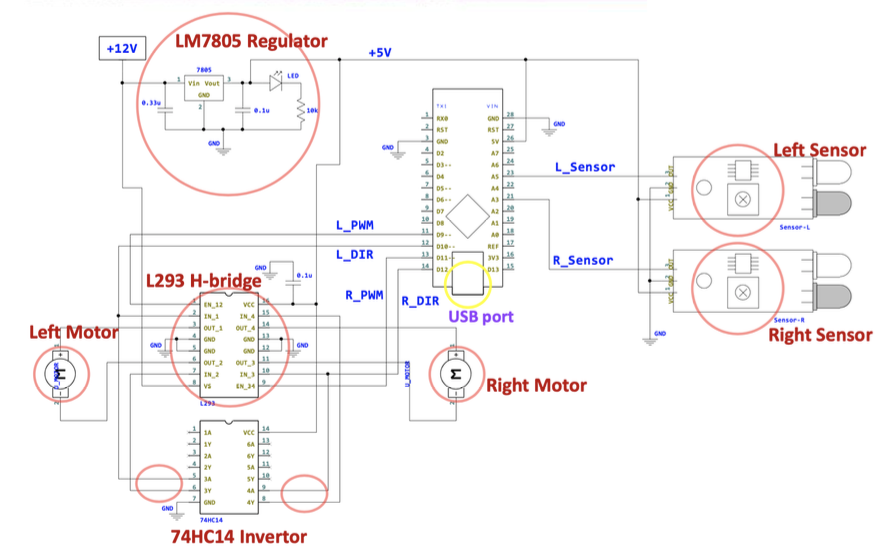 LM7805 Regulator
+12V
+5V
7805
LED
1 Vin Vout 3
GND
2
0.33u
0.1u
10k
GND
TX1 VIN
1 RX0 GND 28
2 RST RST 27
3 GND 5V 26
4 D2 A7 25
5 D3-- A6 24
6 D4 A5 23
7 D5-- A4 22
8 D6-- A3 21
9 D7 A2 20
10 D8 A1 19
11 D9-- A0 18
12 D10-- REF 17
13 D11-- 3V3 16
14 D12 D13 15
GND
GND
L_Sensor
R_Sensor
Left Sensor
OUT
GND
VCC
Sensor-L
OUT
GND
VCC
Sensor-R
Right Sensor
GND
L_PWM
L_DIR
R_PWM
R_DIR
USB port
L293 H-bridge
GND
0.1u
1 EN_12 VCC 16
2 IN_1 IN_4 15
3 OUT_1 OUT_4 14
4 GND GND 13
5 GND GND 12
6 OUT_2 OUT_3 11
7 IN_2 IN_3 10
8 VS EN_34 9
GND
GND
L293
Left Motor
M
Right Motor
M
1 1A VCC 14
2 1Y 6A 13
3 2A 6Y 12
4 2Y 5A 11
5 3A 5Y 10
6 3Y 4A 9
7 GND 4Y 8
GND
74HC14
74HC14 Invertor